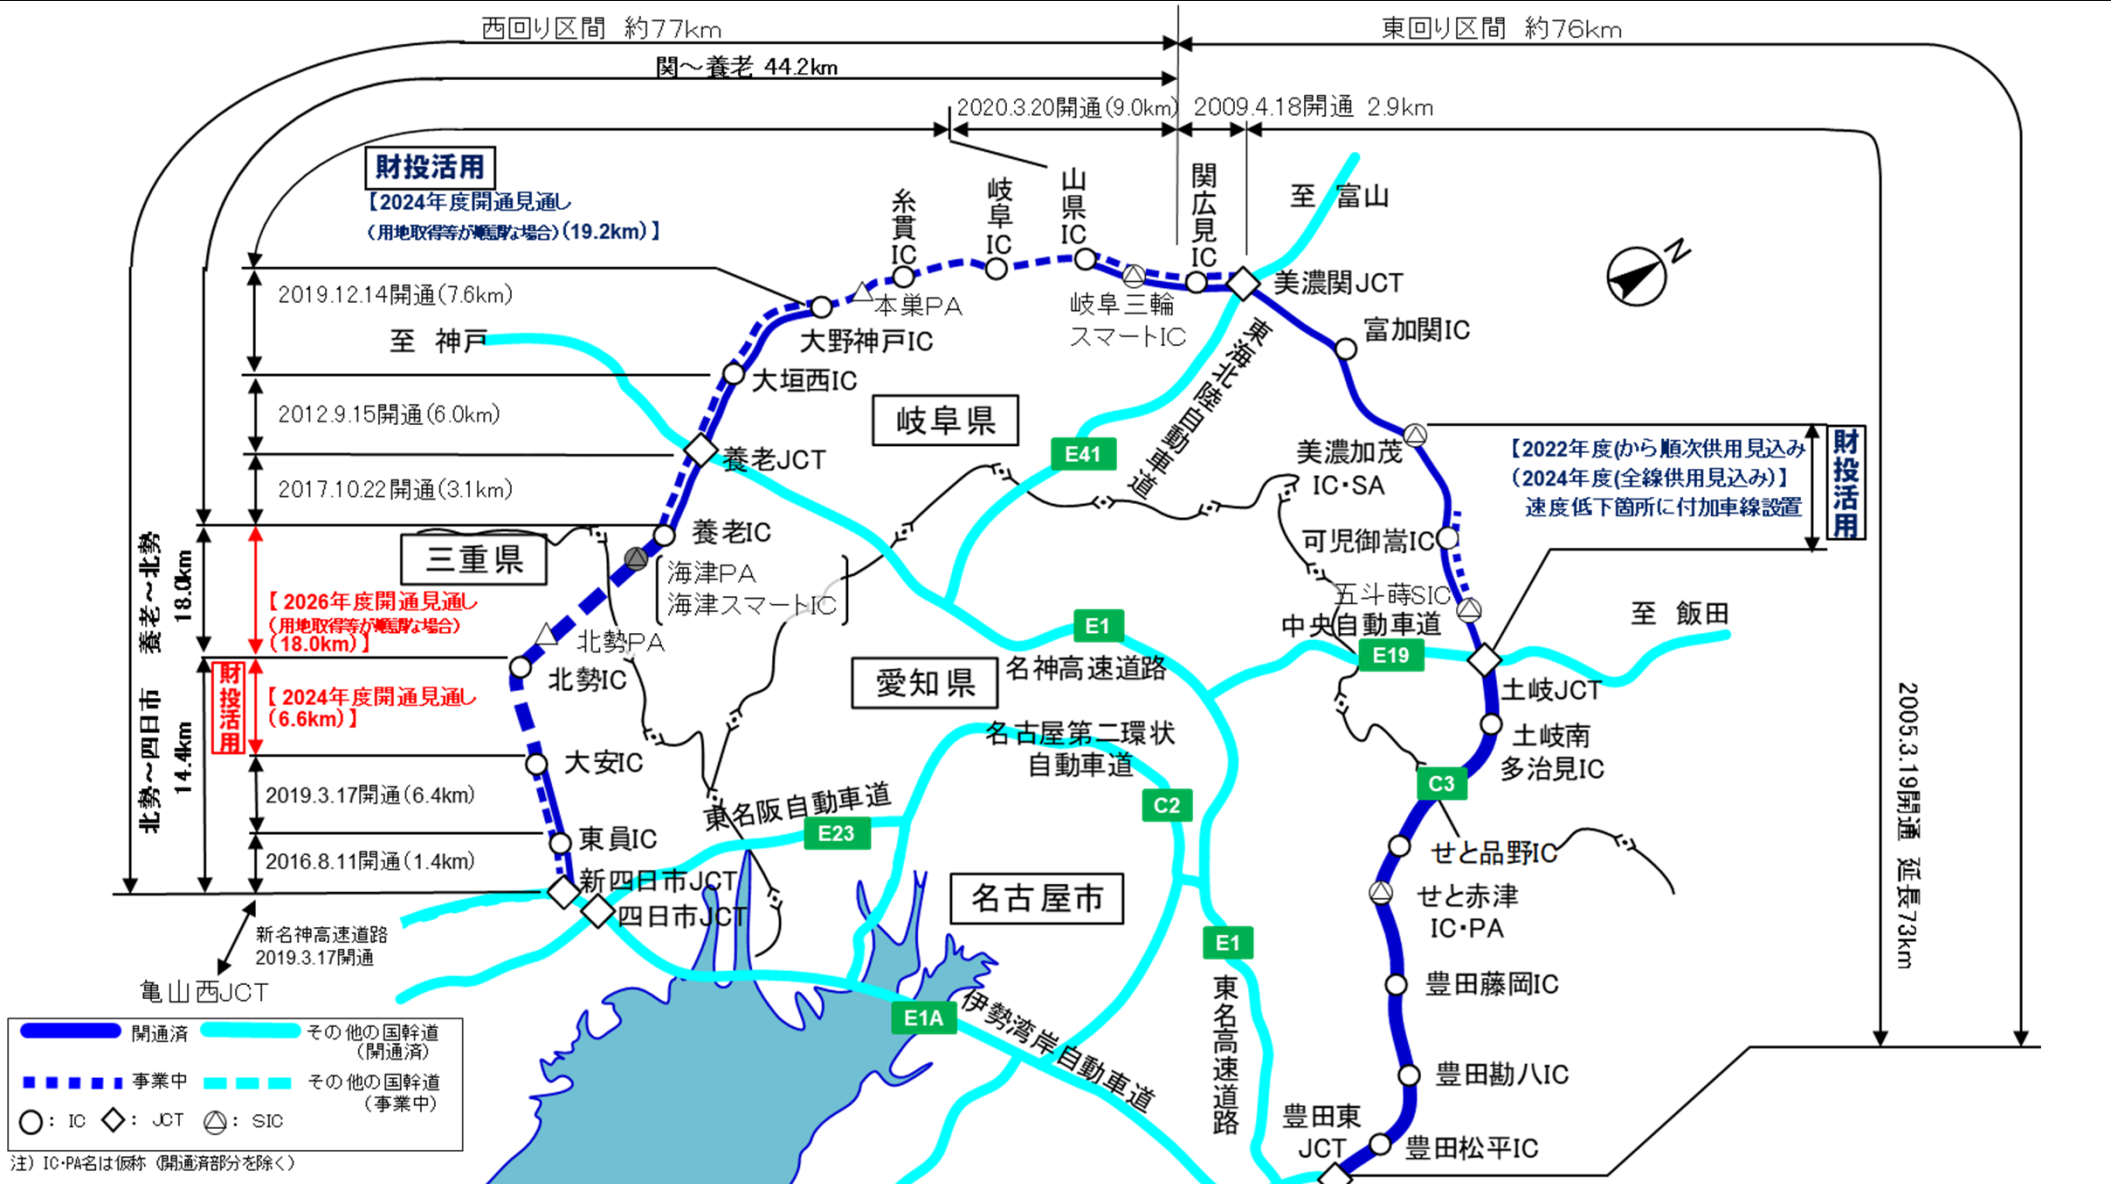 西回り区間 約77km
東回り区間 約76km
関～養老 44.2km
2020.3.20開通(9.0km)
2009.4.18開通 2.9km
財投活用
【2024年度開通見通し
(用地取得等が順調な場合)(19.2km)】
糸貫IC
岐阜IC
山県IC
関広見IC
至 富山
N
2019.12.14開通(7.6km)
本巣PA
岐阜三輪
スマートIC
美濃関JCT
至 神戸
大野神戸IC
富加関IC
東海北陸自動車道
大垣西IC
2012.9.15開通(6.0km)
岐阜県
E41
美濃加茂
IC・SA
【2022年度(から順次供用見込み
(2024年度(全線供用見込み)】
速度低下箇所に付加車線設置
財投活用
養老JCT
2017.10.22開通(3.1km)
養老IC
三重県
海津PA
海津スマートIC
可児御嵩IC
五斗蒔SIC
養老～北勢
18.0km
【2026年度開通見通し
(用地取得等が順調な場合)
(18.0km)】
北勢PA
E1
名神高速道路
中央自動車道
E19
至 飯田
北勢IC
愛知県
土岐JCT
財投活用
【2024年度開通見通し
(6.6km)】
北勢～四日市
14.4km
名古屋第二環状
自動車道
土岐南
多治見IC
大安IC
C3
C2
2019.3.17開通(6.4km)
東名阪自動車道
E23
東員IC
せと品野IC
2016.8.11開通(1.4km)
新四日市JCT
四日市JCT
名古屋市
せと赤津
IC・PA
2005.3.19開通 延長73km
新名神高速道路
2019.3.17開通
亀山西JCT
E1
東名高速道路
豊田藤岡IC
E1A
伊勢湾岸自動車道
豊田勘八IC
豊田東
JCT
豊田松平IC
開通済
その他の国幹道
(開通済)
事業中
その他の国幹道
(事業中)
：IC
：JCT
：SIC
注) IC・PA名は仮称 (開通済部分を除く)